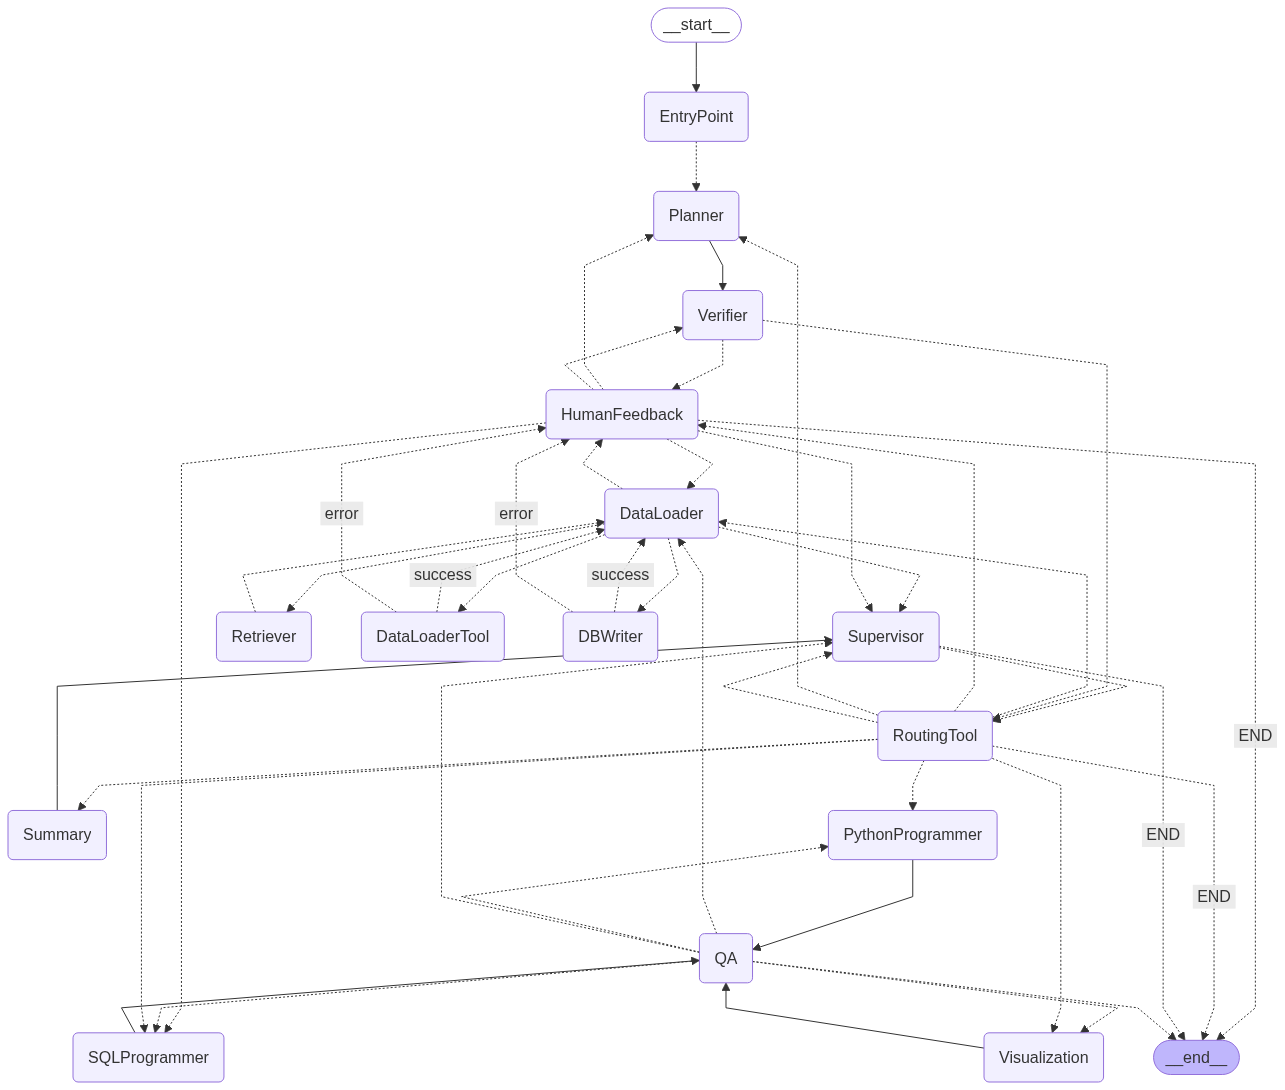 __start__
EntryPoint
Planner
Verifier
HumanFeedback
DataLoader
error
error
success
success
Retriever
DataLoaderTool
DBWriter
Supervisor
RoutingTool
END
Summary
PythonProgrammer
END
END
QA
SQLProgrammer
Visualization
__end__